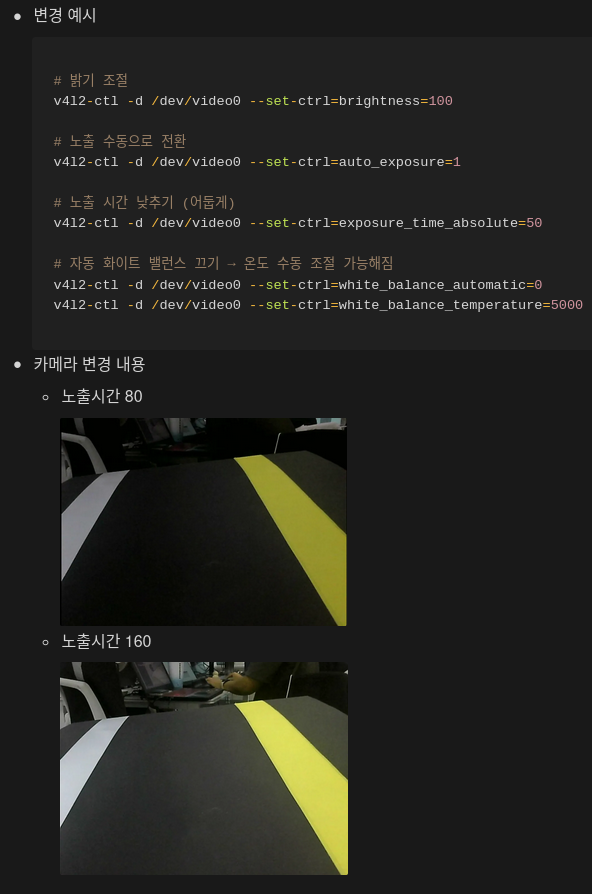 변경 예시
# 밝기 조절
v4l2-ctl -d /dev/video0 --set-ctrl=brightness=100
# 노출 수동으로 전환
v4l2-ctl -d /dev/video0 --set-ctrl=auto_exposure=1
# 노출 시간 낮추기 (어둡게)
v4l2-ctl -d /dev/video0 --set-ctrl=exposure_time_absolute=50
# 자동 화이트 밸런스 끄기 → 온도 수동 조절 가능해짐
v4l2-ctl -d /dev/video0 --set-ctrl=white_balance_automatic=0
v4l2-ctl -d /dev/video0 --set-ctrl=white_balance_temperature=5000
카메라 변경 내용
노출시간 80
노출시간 160